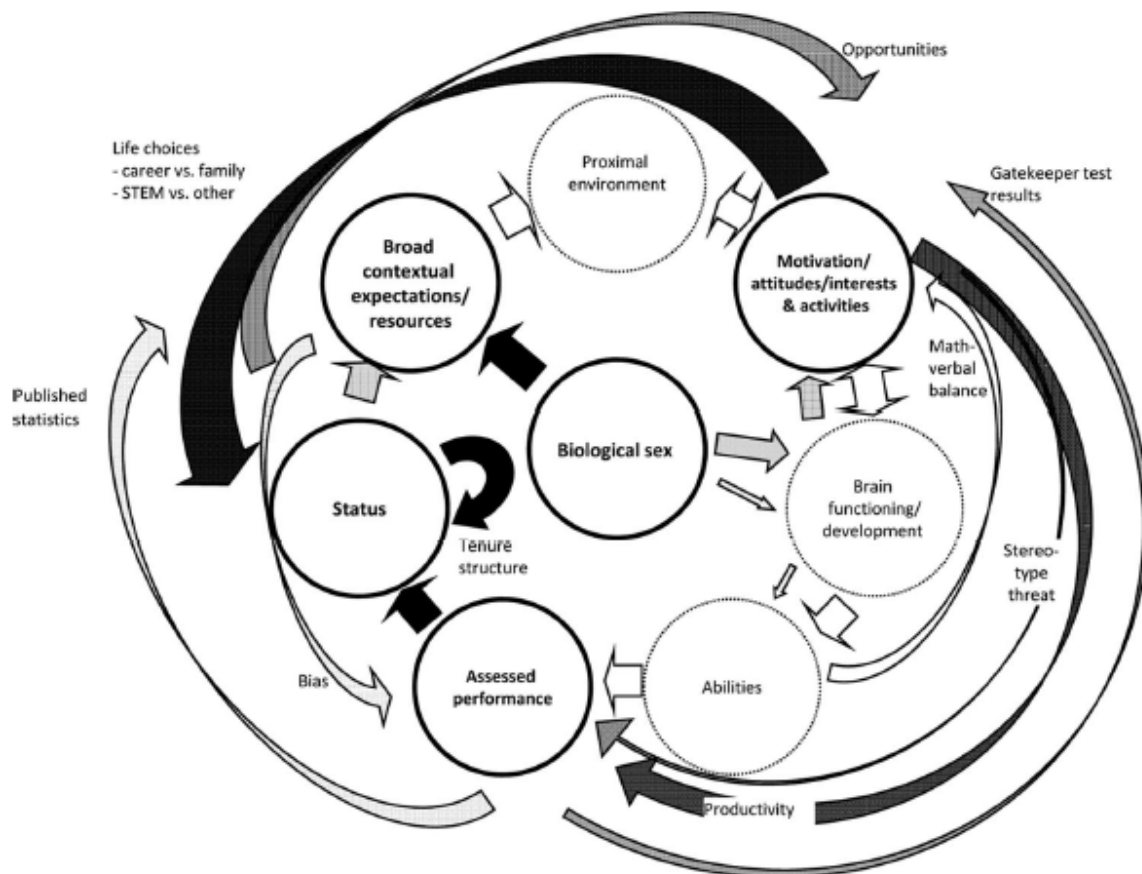 Opportunities
Life choices
- career vs. family
- STEM vs. other
Proximal
environment
Gatekeeper test
results
Broad
contextual
expectations/
resources
Motivation/
attitudes/interests
& activities
Math-
verbal
balance
Published
statistics
Biological sex
Status
Brain
functioning/
development
Tenure
structure
Stereo-
type
threat
Bias
Assessed
performance
Abilities
Productivity